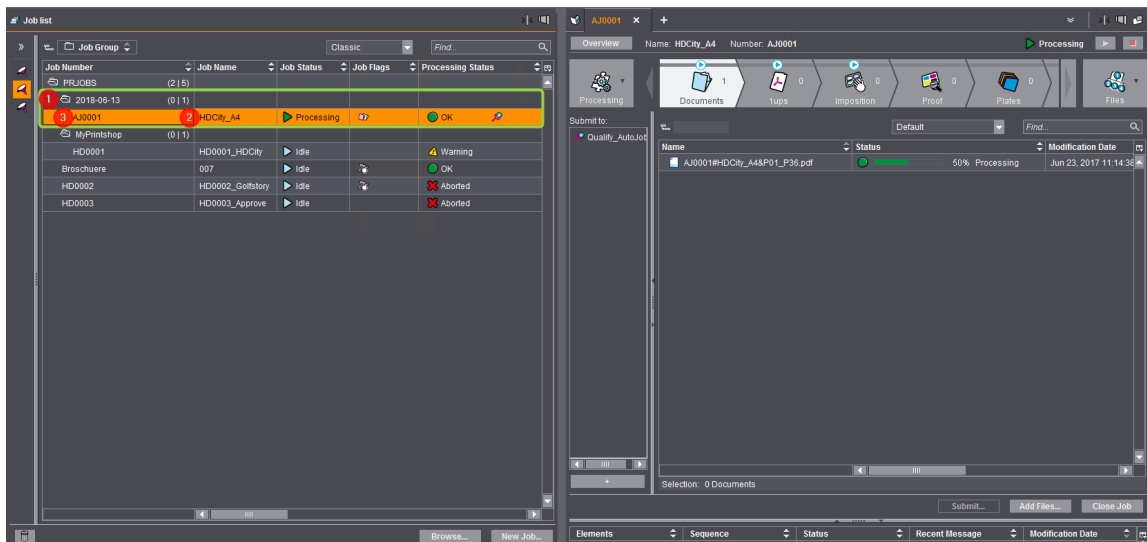 Job list
Job Group
Classic
Find...
Job Number Job Name Job Status Job Flags Processing Status
PRJOBS (2 | 5)
1 2018-06-13 (0 | 1)
3 AJ0001 2 HDCity_A4 Processing OK
MyPrintshop (0 | 1)
HD0001 HD0001_HDCity Idle Warning
Broschuere 007 Idle OK
HD0002 HD0002_Golfstory Idle Aborted
HD0003 HD0003_Approve Idle Aborted
Browse... New Job...
AJ0001 × +
Overview Name: HDCity_A4 Number: AJ0001 Processing
Processing
Documents 1
1ups 0
Imposition 0
Proof 0
Plates 0
Files
Submit to:
Qualify_AutoJob
+
Default
Find...
Name Status Modification Date
AJ0001#HDCity_A4&P01_P36.pdf 50% Processing Jun 23, 2017 11:14:38
Selection: 0 Documents
Submit... Add Files... Close Job
Elements Sequence Status Recent Message Modification Date